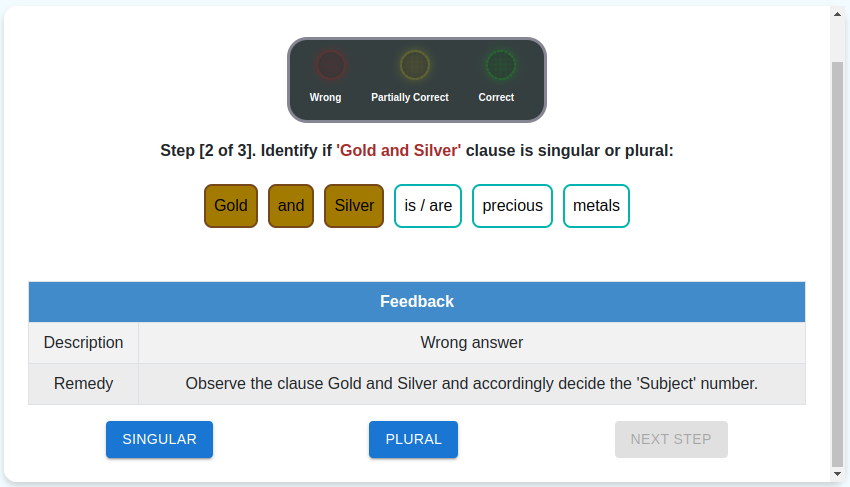 Wrong Partially Correct Correct
Step [2 of 3]. Identify if 'Gold and Silver' clause is singular or plural:
Gold and Silver is / are precious metals
Feedback
Description Wrong answer
Remedy Observe the clause Gold and Silver and accordingly decide the 'Subject' number.
SINGULAR PLURAL NEXT STEP